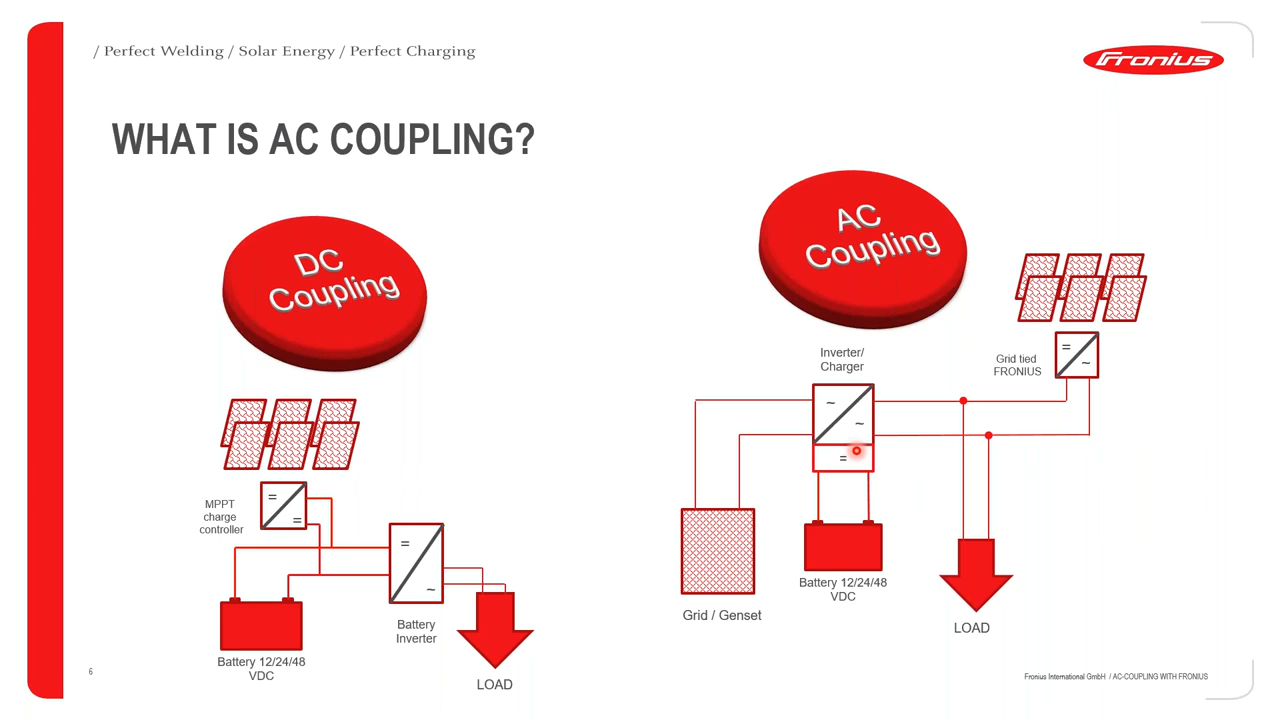 / Perfect Welding / Solar Energy / Perfect Charging
Fronius
WHAT IS AC COUPLING?
DC
Coupling
MPPT
charge
controller
=
=
=
~
Battery
Inverter
Battery 12/24/48
VDC
LOAD
AC
Coupling
Inverter/
Charger
~
~
=
Grid tied
FRONIUS
=
~
Grid / Genset
Battery 12/24/48
VDC
LOAD
6
Fronius International GmbH / AC-COUPLING WITH FRONIUS